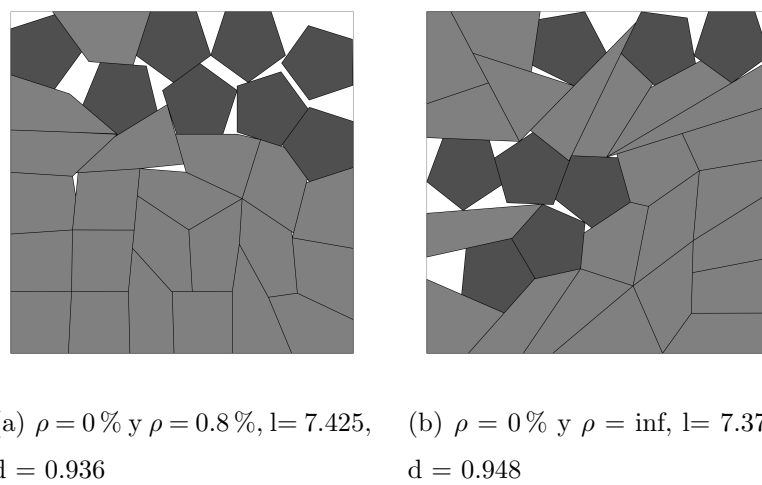 (a) ρ = 0 % y ρ = 0.8 %, l= 7.425,
d = 0.936
(b) ρ = 0 % y ρ = inf, l= 7.37
d = 0.948